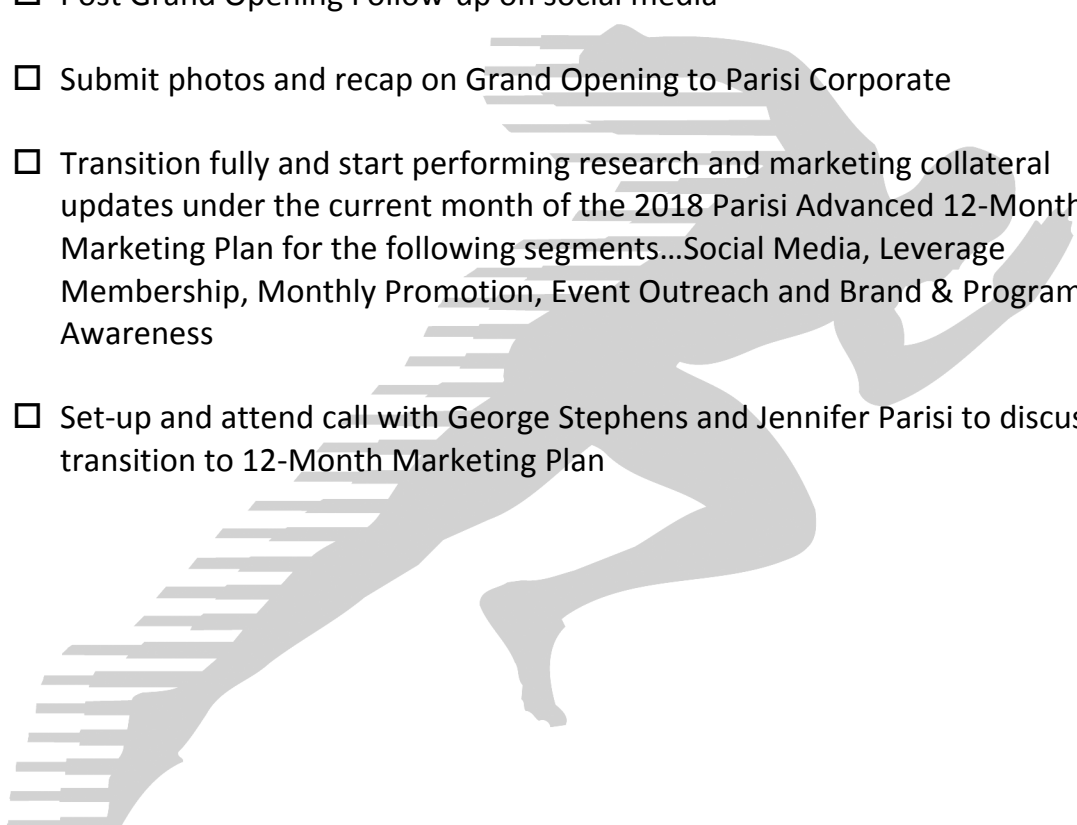 ☐ Post Grand Opening Follow-up on social media
☐ Submit photos and recap on Grand Opening to Parisi Corporate
☐ Transition fully and start performing research and marketing collateral
updates under the current month of the 2018 Parisi Advanced 12-Month
Marketing Plan for the following segments…Social Media, Leverage
Membership, Monthly Promotion, Event Outreach and Brand & Program
Awareness
☐ Set-up and attend call with George Stephens and Jennifer Parisi to discus
transition to 12-Month Marketing Plan